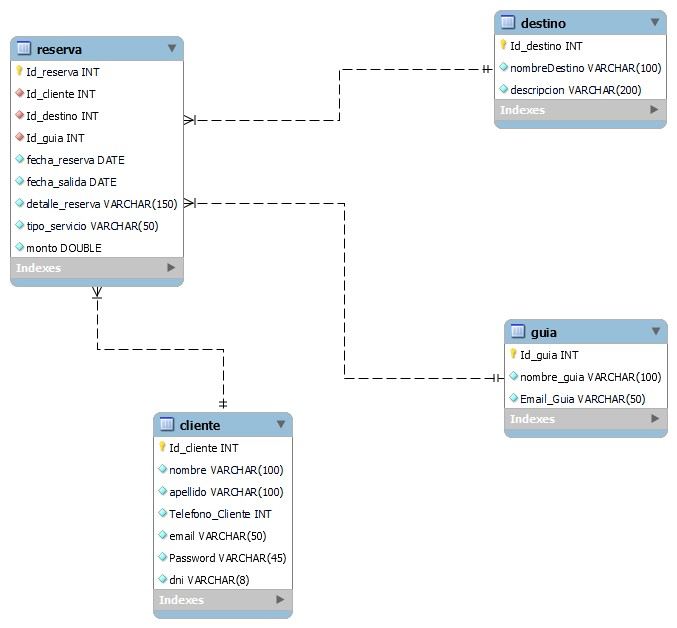 reserva
Id_reserva INT
Id_cliente INT
Id_destino INT
Id_guia INT
fecha_reserva DATE
fecha_salida DATE
detalle_reserva VARCHAR(150)
tipo_servicio VARCHAR(50)
monto DOUBLE
Indexes
destino
Id_destino INT
nombreDestino VARCHAR(100)
descripcion VARCHAR(200)
Indexes
guia
Id_guia INT
nombre_guia VARCHAR(100)
Email_Guia VARCHAR(50)
Indexes
cliente
Id_cliente INT
nombre VARCHAR(100)
apellido VARCHAR(100)
Telefono_Cliente INT
email VARCHAR(50)
Password VARCHAR(45)
dni VARCHAR(8)
Indexes